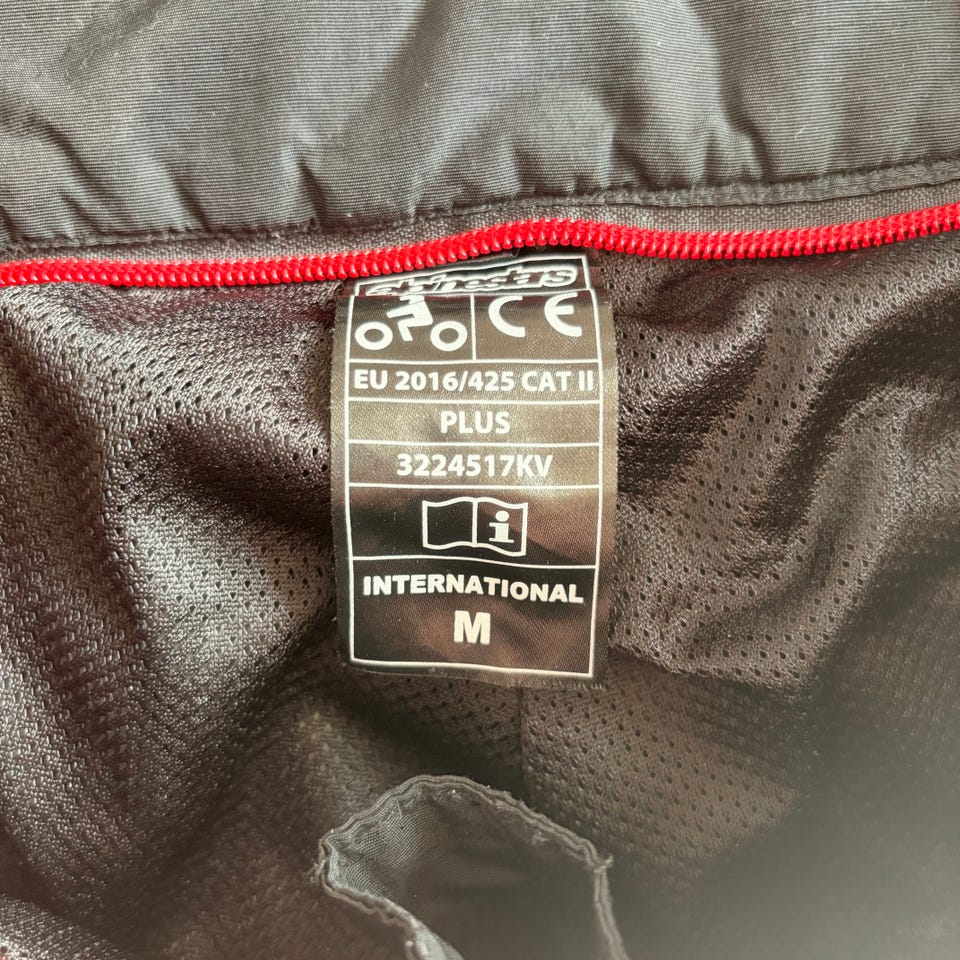 alpinestars
CE
EU 2016/425 CAT II
PLUS
3224517KV
i
INTERNATIONAL
M